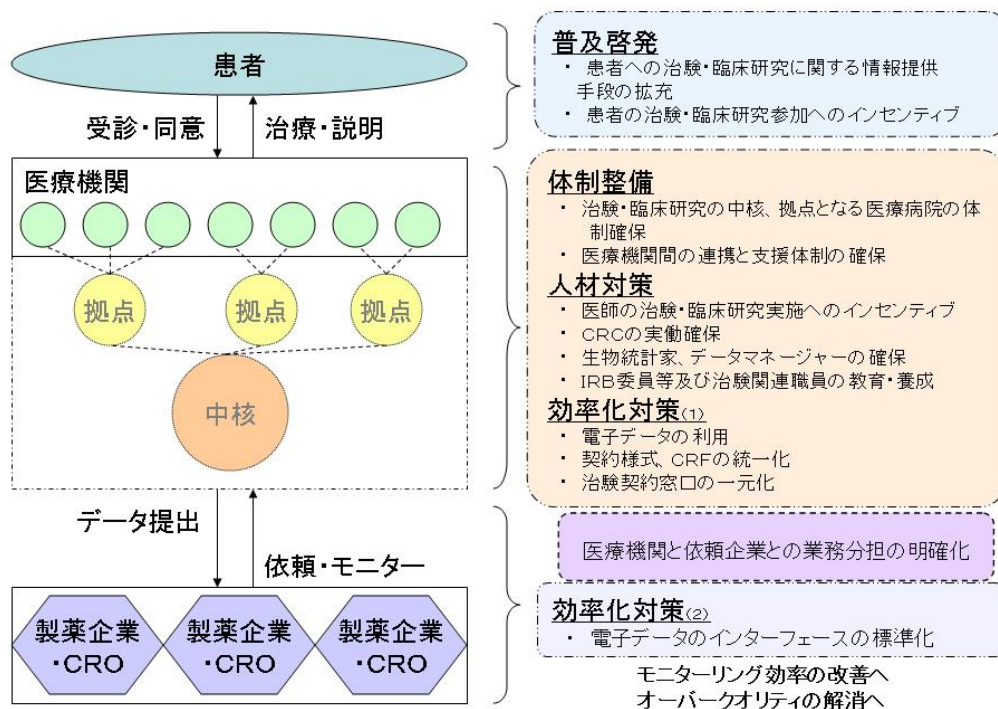 患者
受診・同意
治療・説明
医療機関
拠点
拠点
拠点
中核
データ提出
依頼・モニター
製薬企業
・CRO
製薬企業
・CRO
製薬企業
・CRO
普及啓発
・ 患者への治験・臨床研究に関する情報提供
手段の拡充
・ 患者の治験・臨床研究参加へのインセンティブ
体制整備
・ 治験・臨床研究の中核、拠点となる医療病院の体
制確保
・ 医療機関間の連携と支援体制の確保
人材対策
・ 医師の治験・臨床研究実施へのインセンティブ
・ CRCの実働確保
・ 生物統計家、データマネージャーの確保
・ IRB委員等及び治験関連職員の教育・養成
効率化対策(1)
・ 電子データの利用
・ 契約様式、CRFの統一化
・ 治験契約窓口の一元化
医療機関と依頼企業との業務分担の明確化
効率化対策(2)
・ 電子データのインターフェースの標準化
モニターリング効率の改善へ
オーバークオリティの解消へ